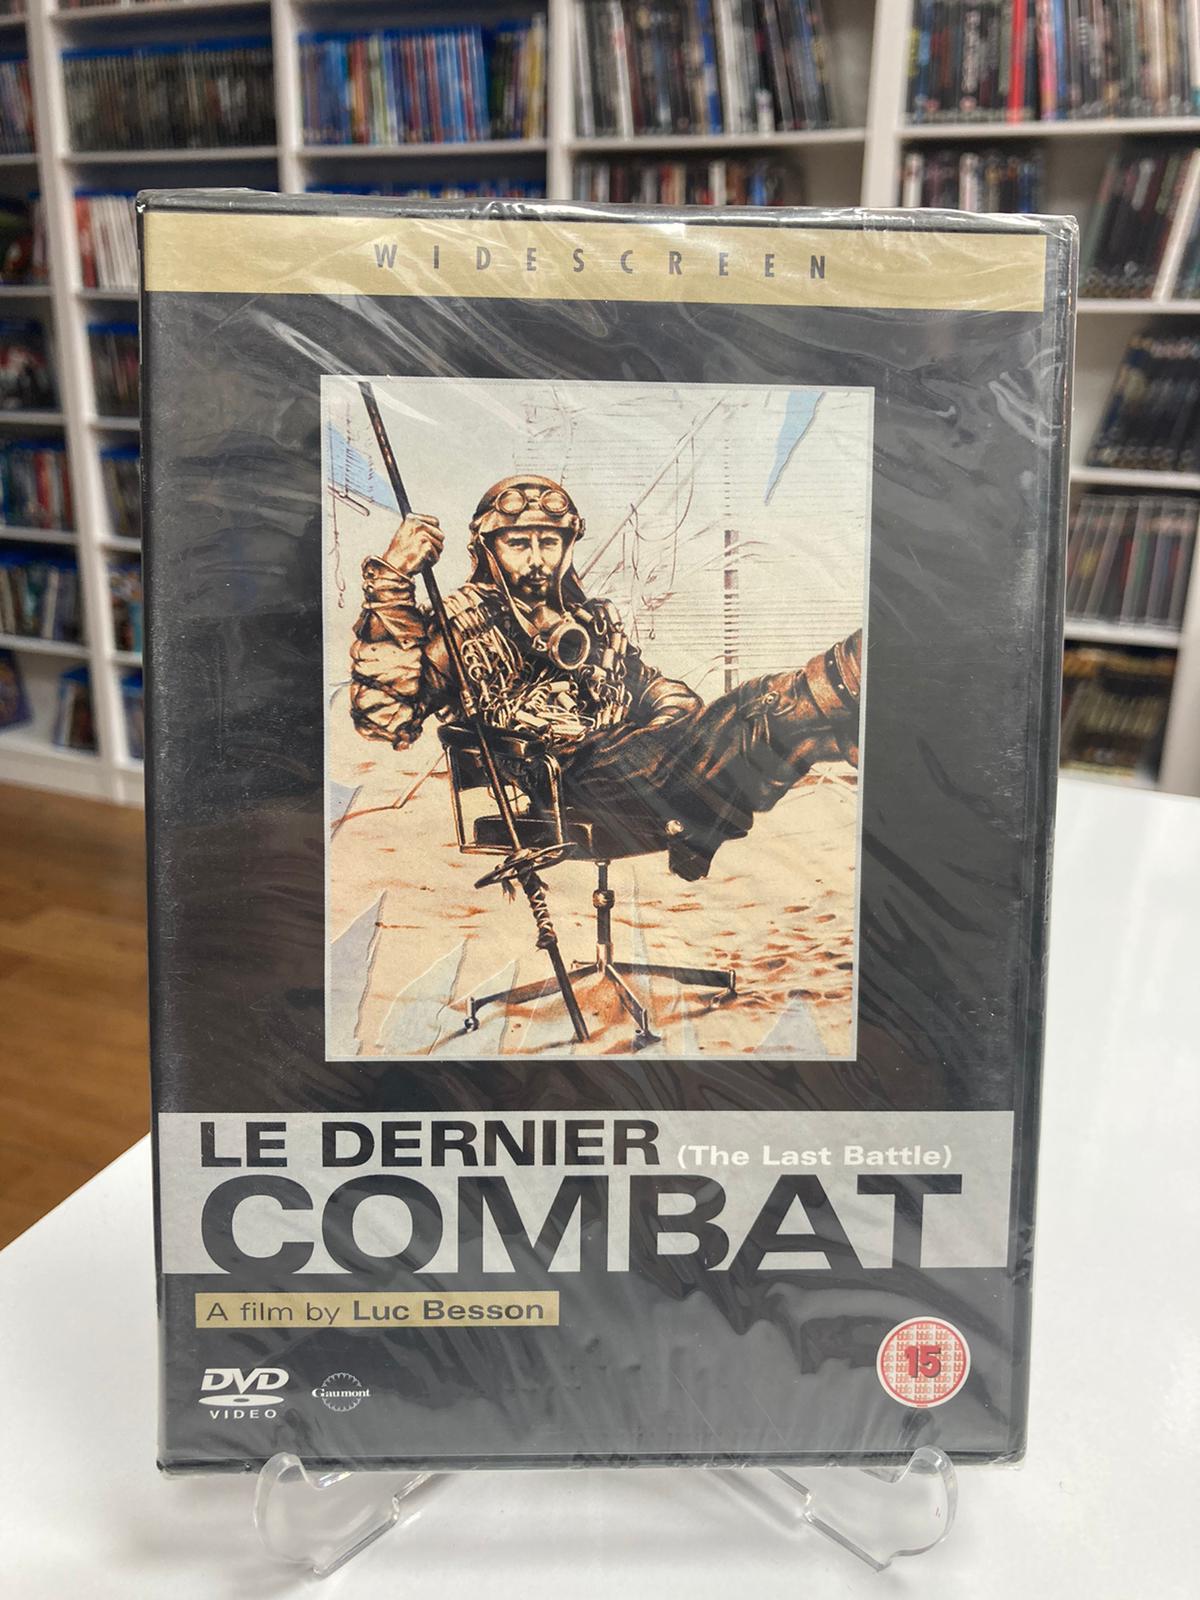 WIDESCREEN
LE DERNIER (The Last Battle)
COMBAT
A film by Luc Besson
DVD
VIDEO
Gaumont
15